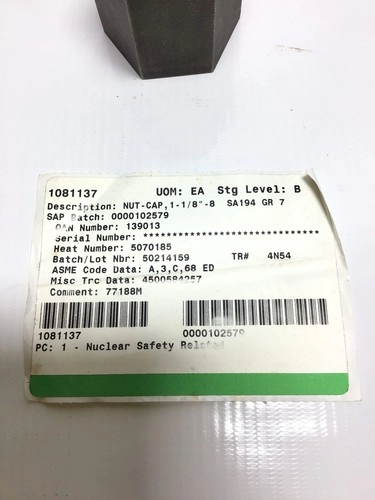 1081137 UOM: EA Stg Level: B
Description: NUT-CAP,1-1/8"-8 SA194 GR 7
SAP Batch: 0000102579
QAN Number: 139013
Serial Number: ******************************
Heat Number: 5070185
Batch/Lot Nbr: 50214159 TR# 4N54
ASME Code Data: A,3,C,68 ED
Misc Trc Data: 4500584257
Comment: 77188M
1081137 0000102579
PC: 1 - Nuclear Safety Related